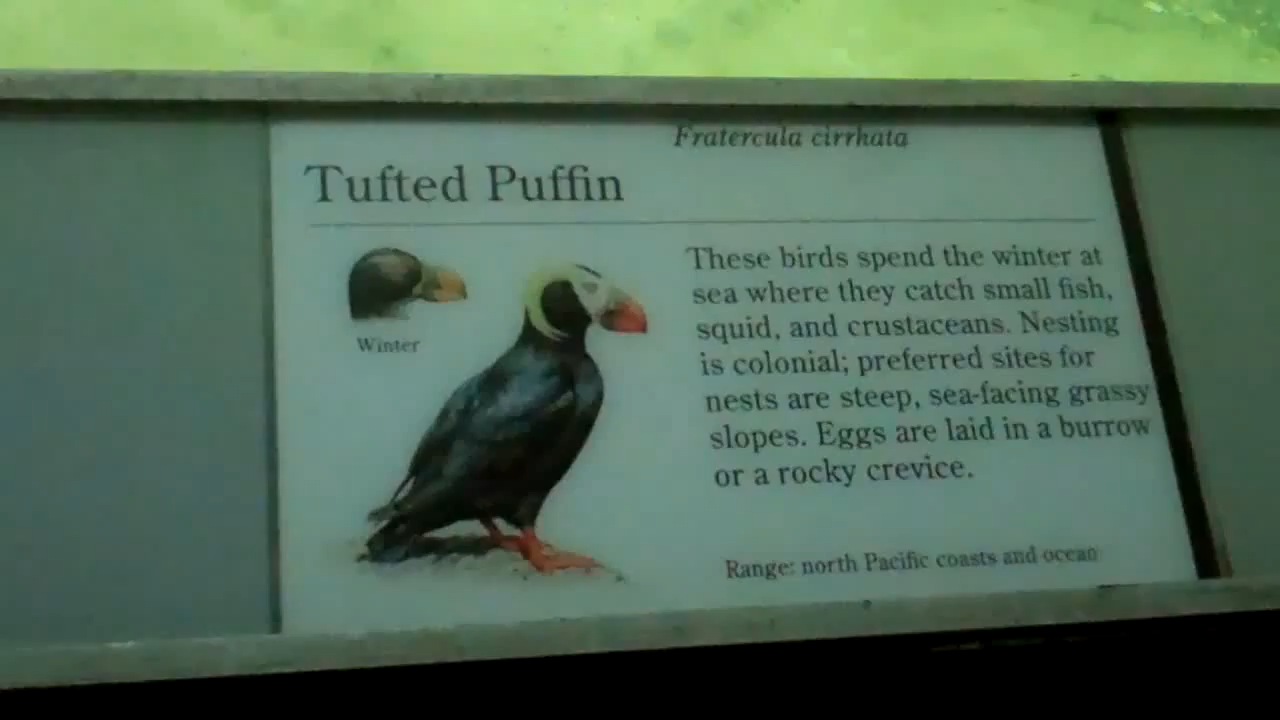 Fratercula cirrhata
Tufted Puffin
Winter
These birds spend the winter at
sea where they catch small fish,
squid, and crustaceans. Nesting
is colonial; preferred sites for
nests are steep, sea-facing grassy
slopes. Eggs are laid in a burrow
or a rocky crevice.
Range: north Pacific coasts and ocean